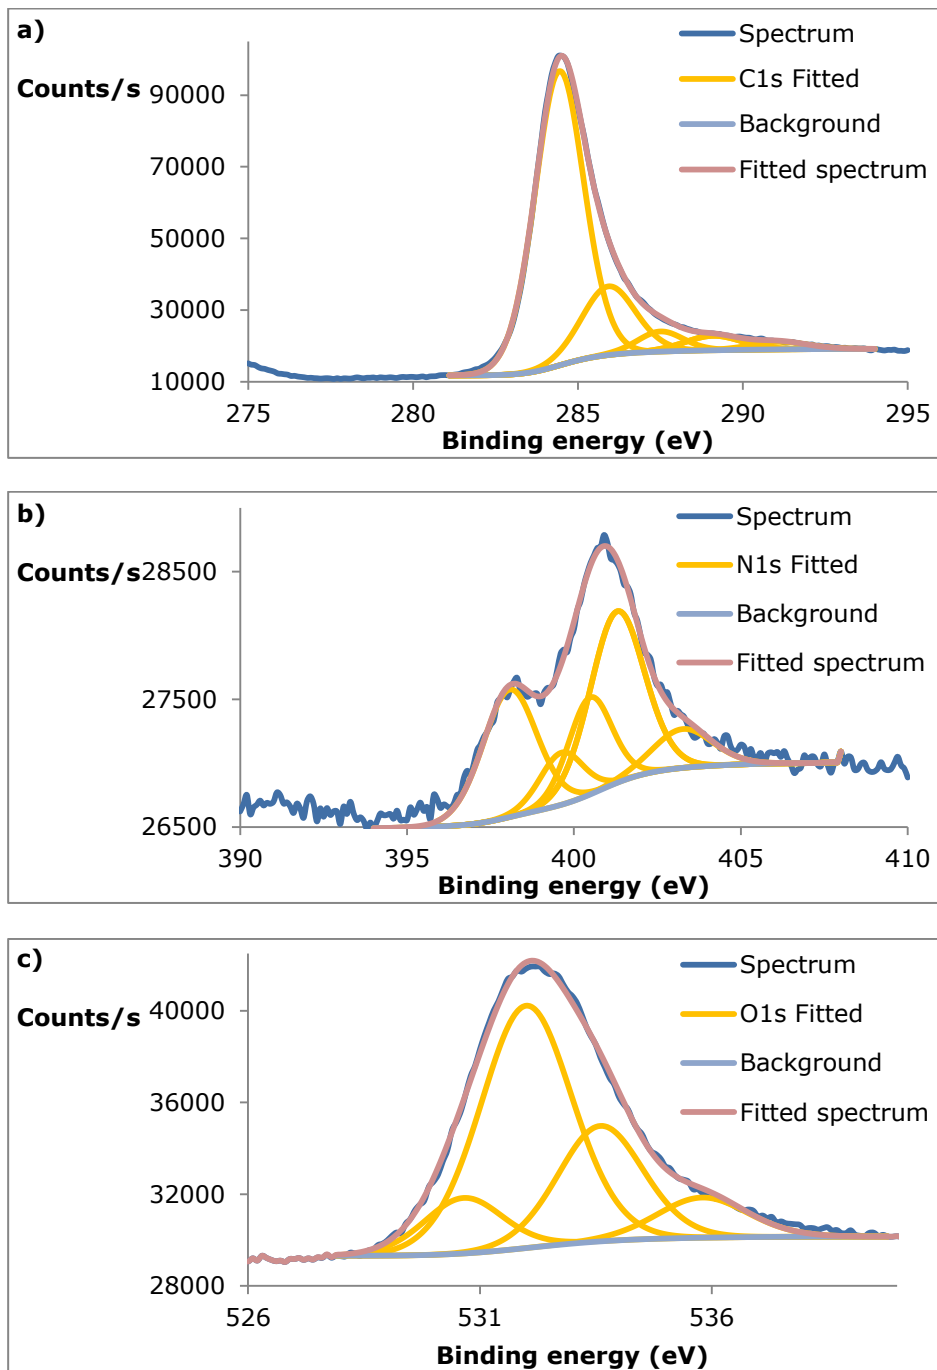 a)
Counts/s
90000
70000
50000
30000
10000
275 280 285 290 295
Binding energy (eV)
Spectrum
C1s Fitted
Background
Fitted spectrum
b)
Counts/s
28500
27500
26500
390 395 400 405 410
Binding energy (eV)
Spectrum
N1s Fitted
Background
Fitted spectrum
c)
Counts/s
40000
36000
32000
28000
526 531 536
Binding energy (eV)
Spectrum
O1s Fitted
Background
Fitted spectrum